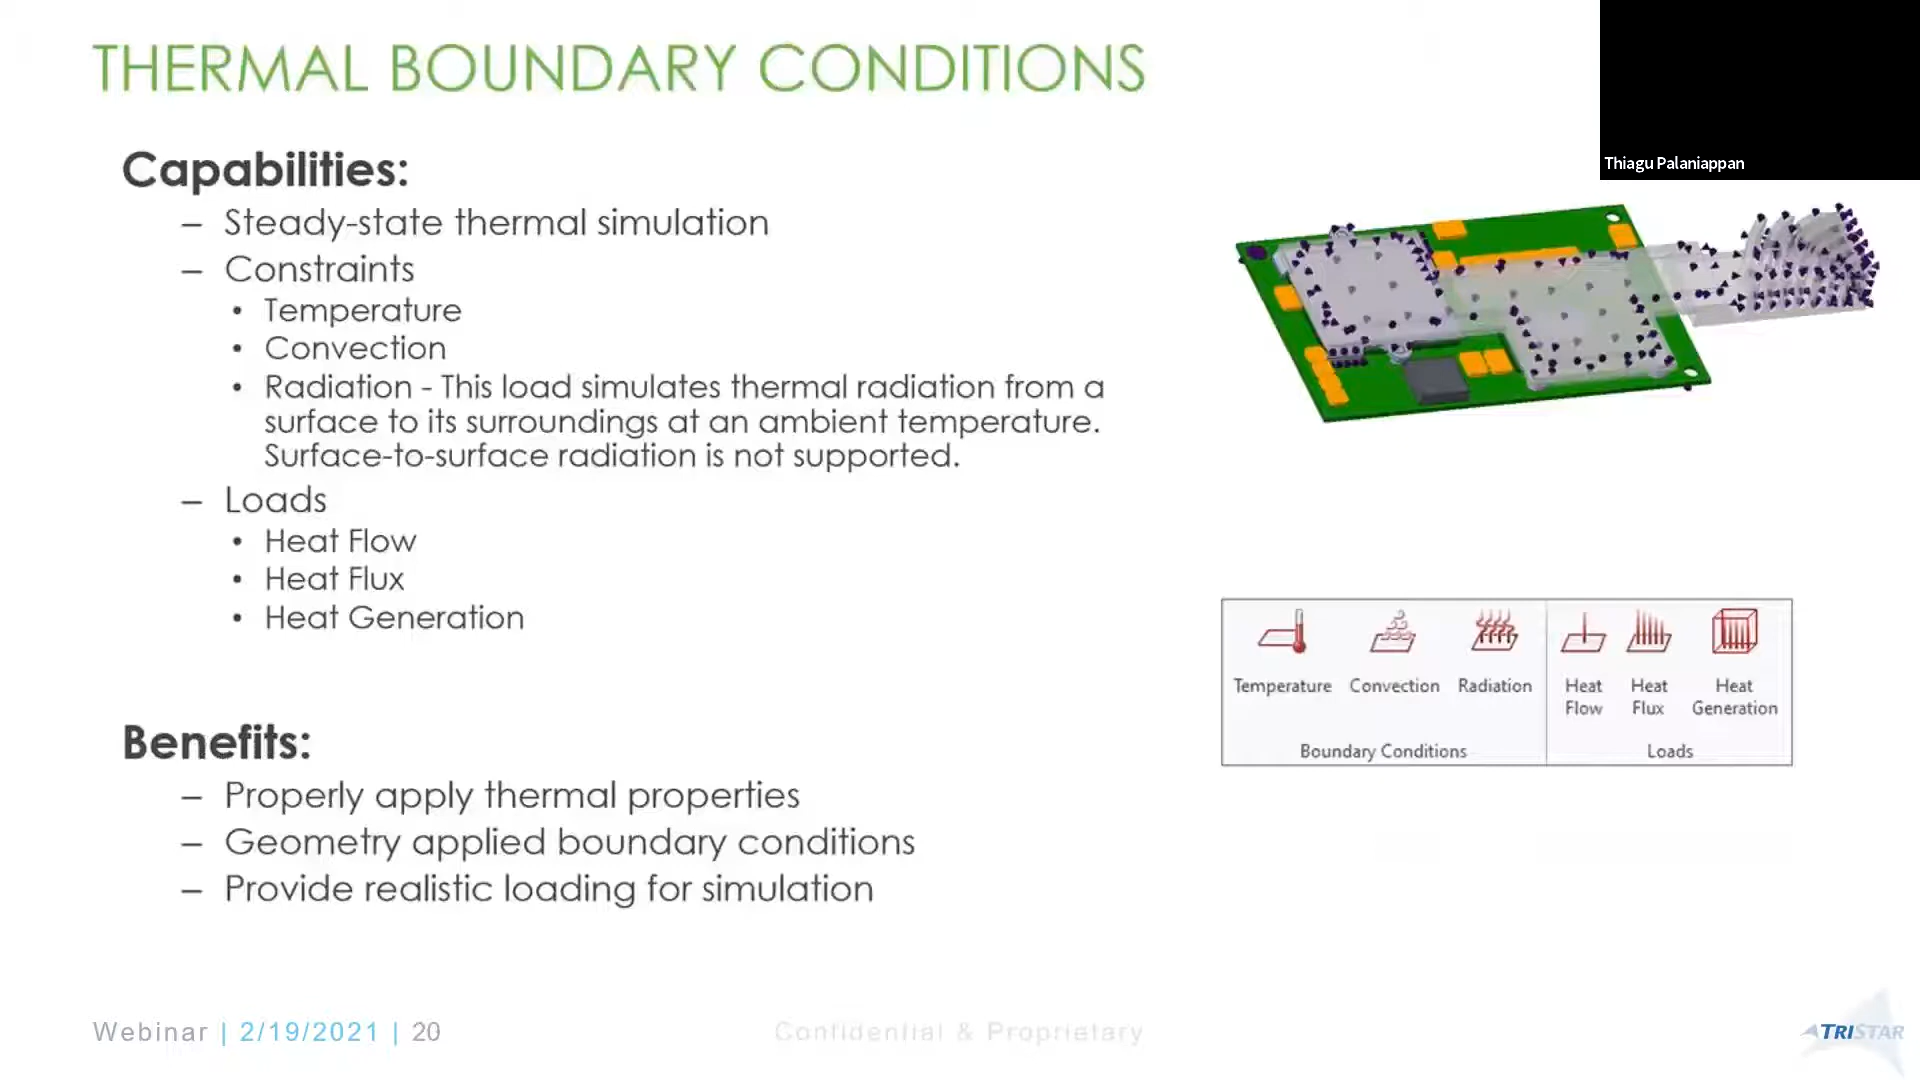 THERMAL BOUNDARY CONDITIONS
Thiagu Palaniappan
Capabilities:
– Steady-state thermal simulation
– Constraints
• Temperature
• Convection
• Radiation - This load simulates thermal radiation from a
surface to its surroundings at an ambient temperature.
Surface-to-surface radiation is not supported.
– Loads
• Heat Flow
• Heat Flux
• Heat Generation
Temperature Convection Radiation Heat Heat Heat
Flow Flux Generation
Boundary Conditions Loads
Benefits:
– Properly apply thermal properties
– Geometry applied boundary conditions
– Provide realistic loading for simulation
Webinar | 2/19/2021 | 20
Confidential & Proprietary
TRISTAR